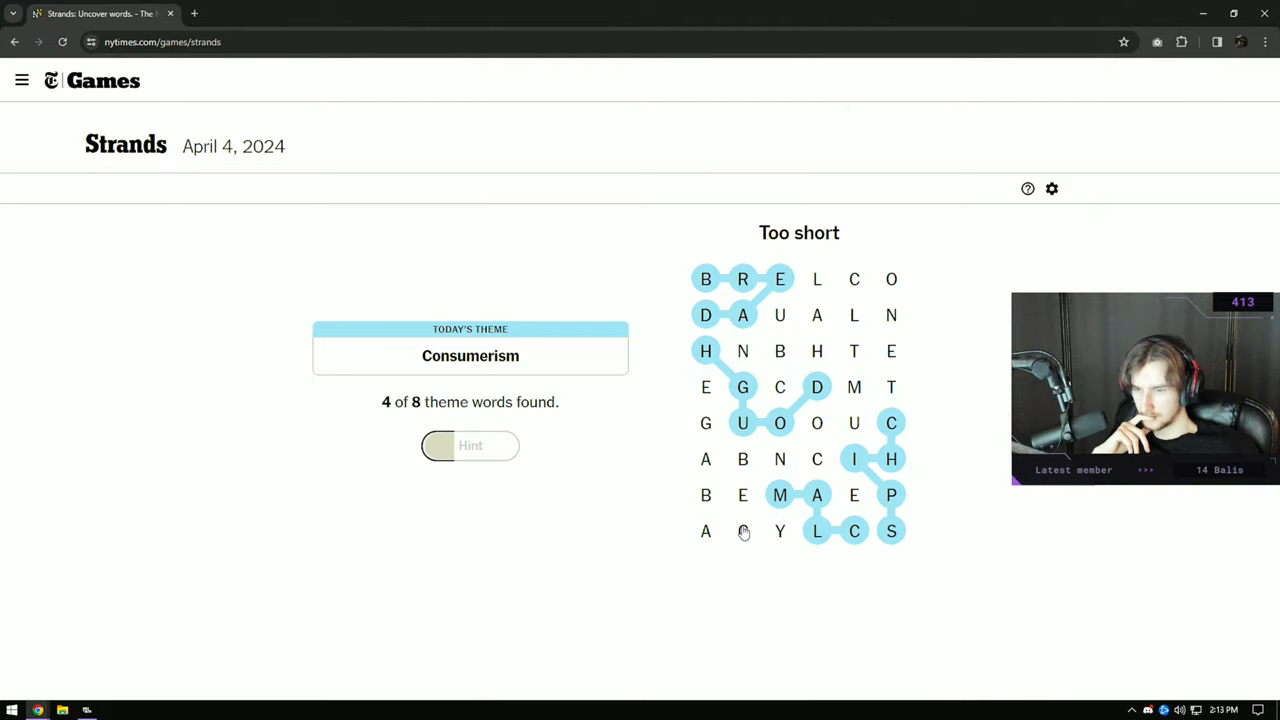 Strands: Uncover words. - The N
nytimes.com/games/strands
Games
Strands April 4, 2024
Too short
B R E L C O
D A U A L N
H N B H T E
E G C D M T
G U O O U C
A B N C I H
B E M A E P
A Y L C S
TODAY'S THEME
Consumerism
4 of 8 theme words found.
Hint
413
Latest member >>> 14 Balis
2:13 PM